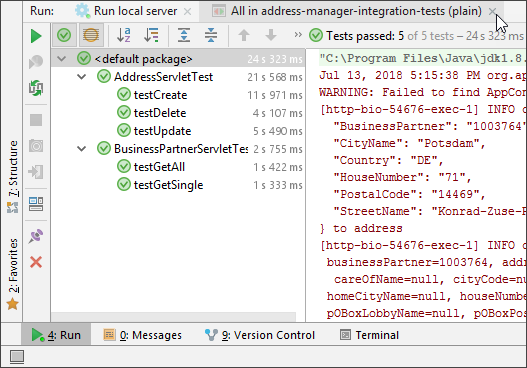 Run: Run local server All in address-manager-integration-tests (plain)
Tests passed: 5 of 5 tests – 24 s 323 ms
<default package> 24 s 323 ms
AddressServletTest 21 s 568 ms
testCreate 11 s 971 ms
testDelete 4 s 107 ms
testUpdate 5 s 490 ms
BusinessPartnerServletTest 2 s 755 ms
testGetAll 1 s 422 ms
testGetSingle 1 s 333 ms
"C:\Program Files\Java\jdk1.8.
Jul 13, 2018 5:15:38 PM org.ap
WARNING: Failed to find AppCon
[http-bio-54676-exec-1] INFO c
"BusinessPartner": "1003764"
"CityName": "Potsdam",
"Country": "DE",
"HouseNumber": "71",
"PostalCode": "14469",
"StreetName": "Konrad-Zuse-R
} to address
[http-bio-54676-exec-1] INFO c
businessPartner=1003764, addr
careOfName=null, cityCode=nu
homeCityName=null, houseNumbe
pOBoxLobbyName=null, pOBoxPos
7: Structure
2: Favorites
4: Run 0: Messages 9: Version Control Terminal